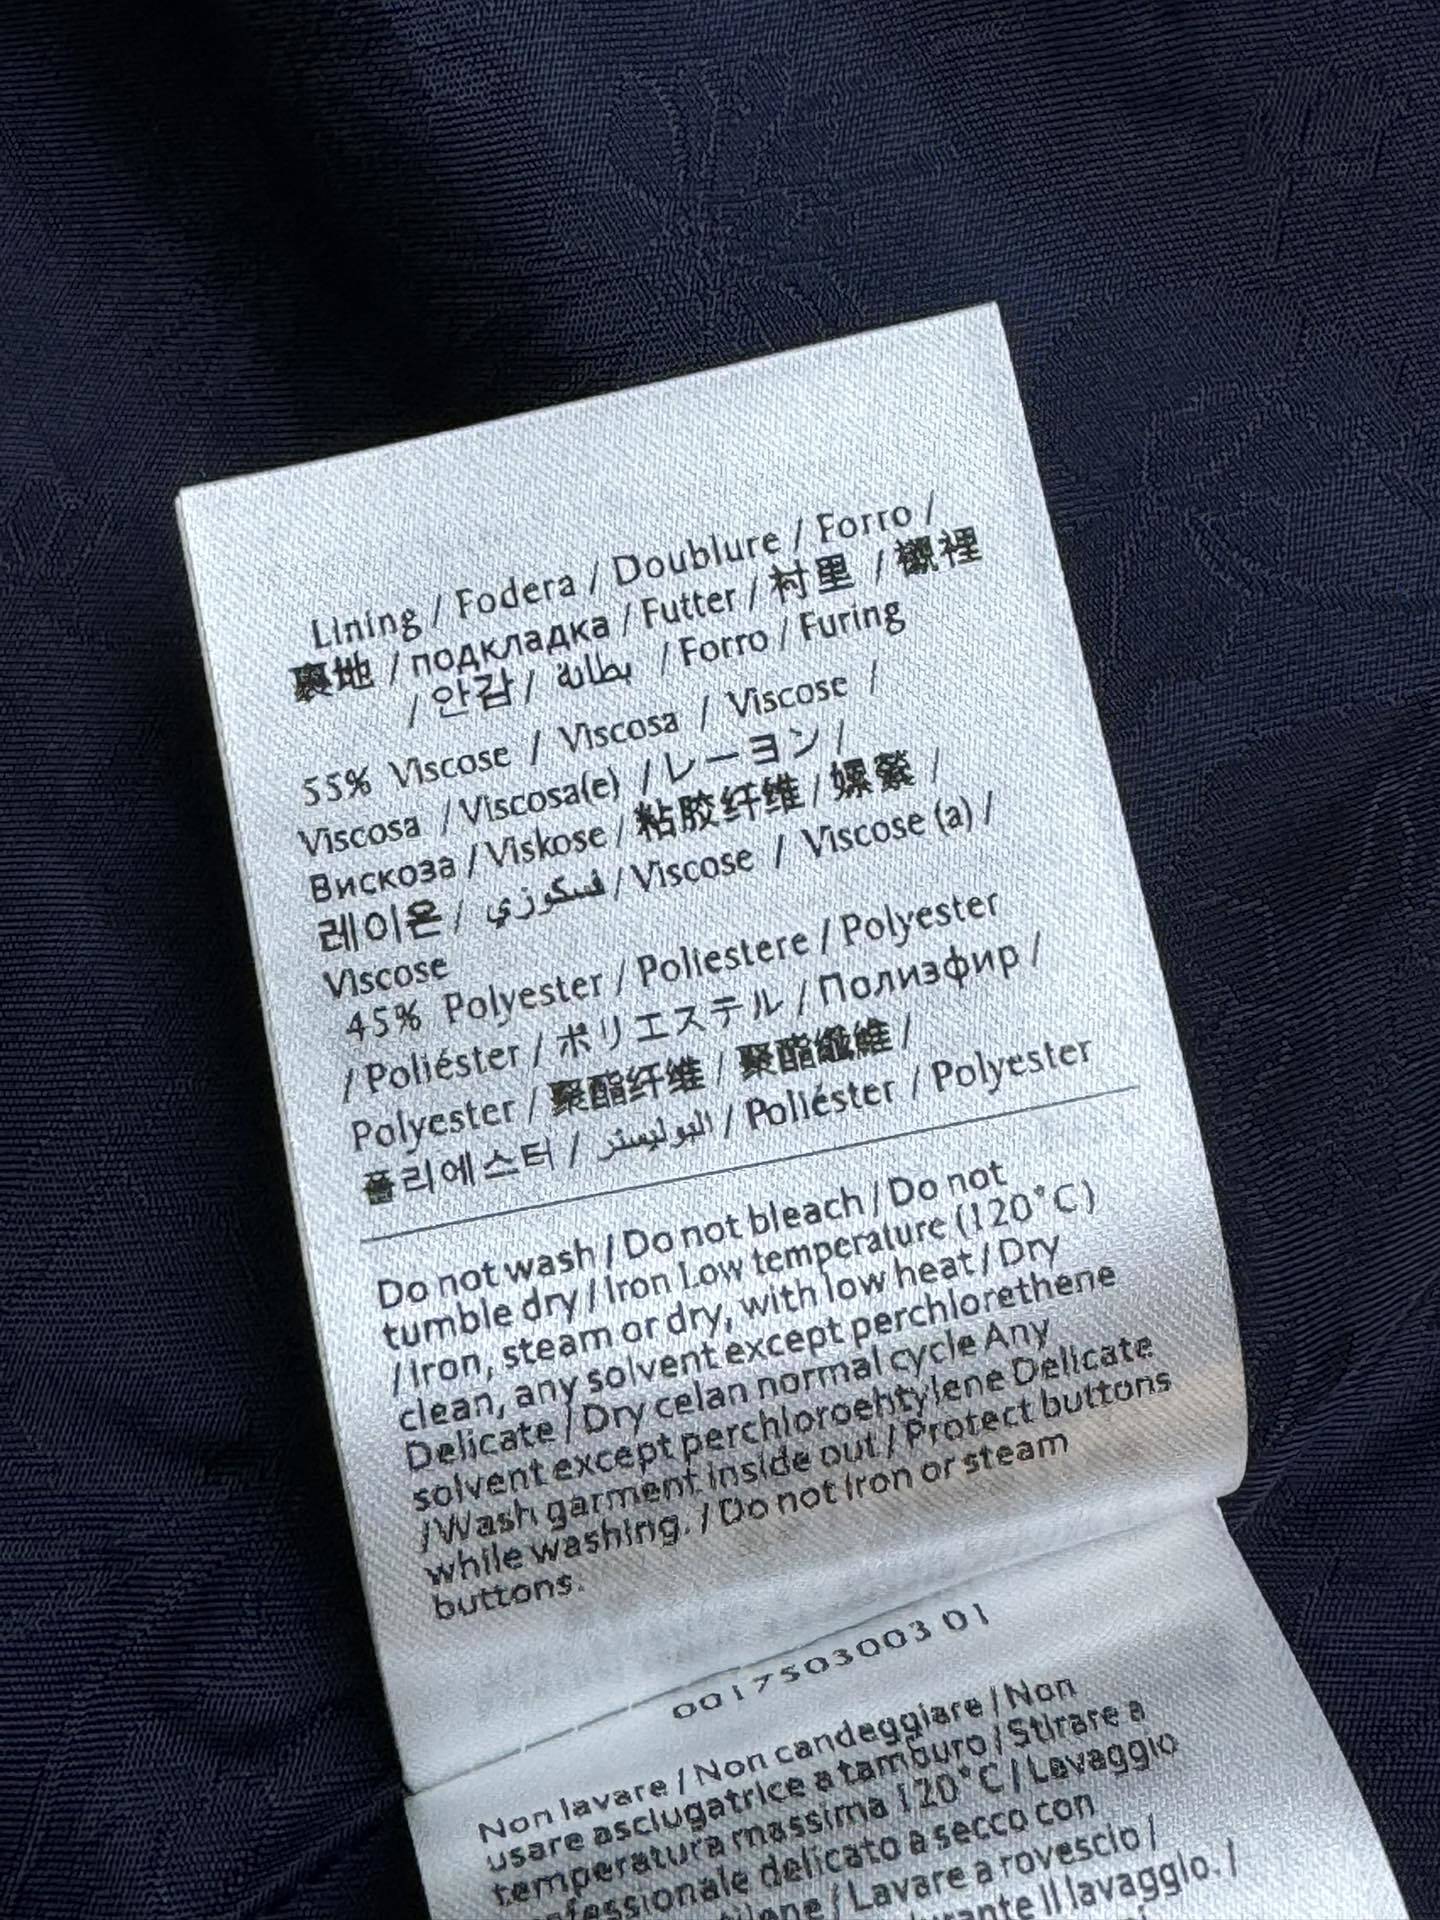 Lining / Fodera / Doublure / Forro /
裏地 / подкладка / Futter / 衬里 / 襯裡
/ 안감 / بطانة / Forro / Furing
55% Viscose / Viscosa / Viscose /
Viscosa / Viscosa(e) / レーヨン /
Вискоза / Viskose / 粘胶纤维 / 嫘縈 /
레이온 / فسكوزي / Viscose / Viscose (a) /
Viscose
45% Polyester / Poliestere / Polyester
/ Poliéster / ポリエステル / Полиэфир /
Polyester / 聚酯纤维 / 聚酯纖維 /
폴리에스터 / البوليستر / Poliéster / Polyester
Do not wash / Do not bleach / Do not
tumble dry / Iron Low temperature (120°C)
/ Iron, steam or dry, with low heat / Dry
clean, any solvent except perchlorethene
Delicate / Dry celan normal cycle Any
solvent except perchloroehtylene Delicate
/ Wash garment inside out / Protect buttons
while washing. / Do not iron or steam
buttons.
0017503003 01
Non lavare / Non candeggiare / Non
usare asciugatrice a tamburo / Stirare a
temperatura massima 120°C / Lavaggio
delicato a secco con
/ Lavare a rovescio /
il lavaggio. /